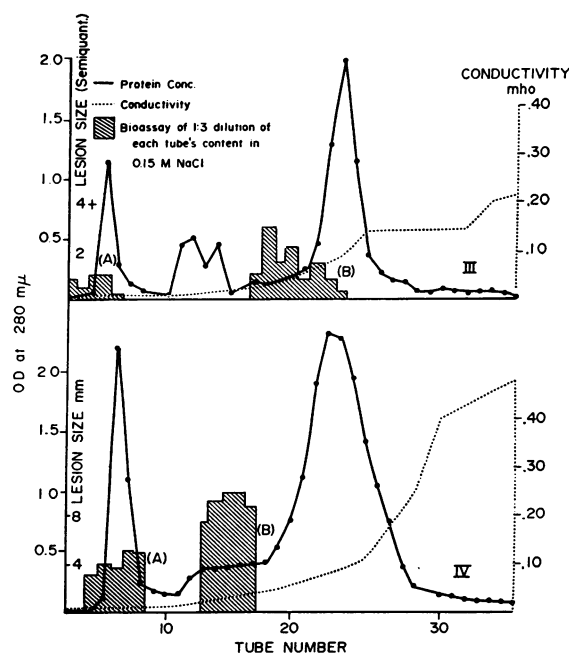 LESION SIZE (Semiquant.)
2.0
1.5
1.0
0.5
4+
2
Protein Conc.
Conductivity
Bioassay of 1:3 dilution of
each tube's content in
0.15 M NaCl
CONDUCTIVITY
mho
.40
.30
.20
.10
(A)
(B)
III
OD at 280 mµ
LESION SIZE mm
2.0
1.5
1.0
0.5
8
4
.40
.30
.20
.10
(A)
(B)
IV
10
20
30
TUBE NUMBER